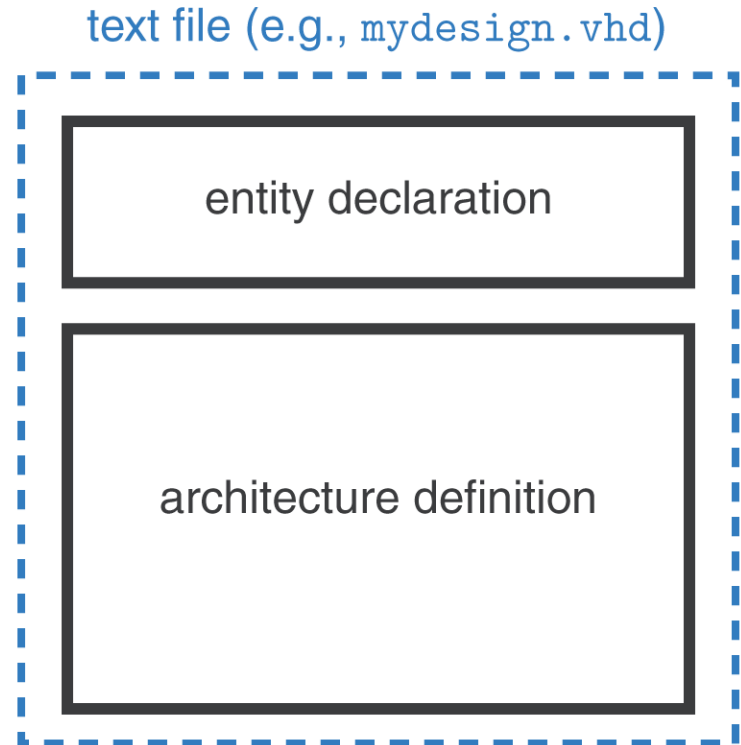 text file (e.g., mydesign.vhd)
entity declaration
architecture definition